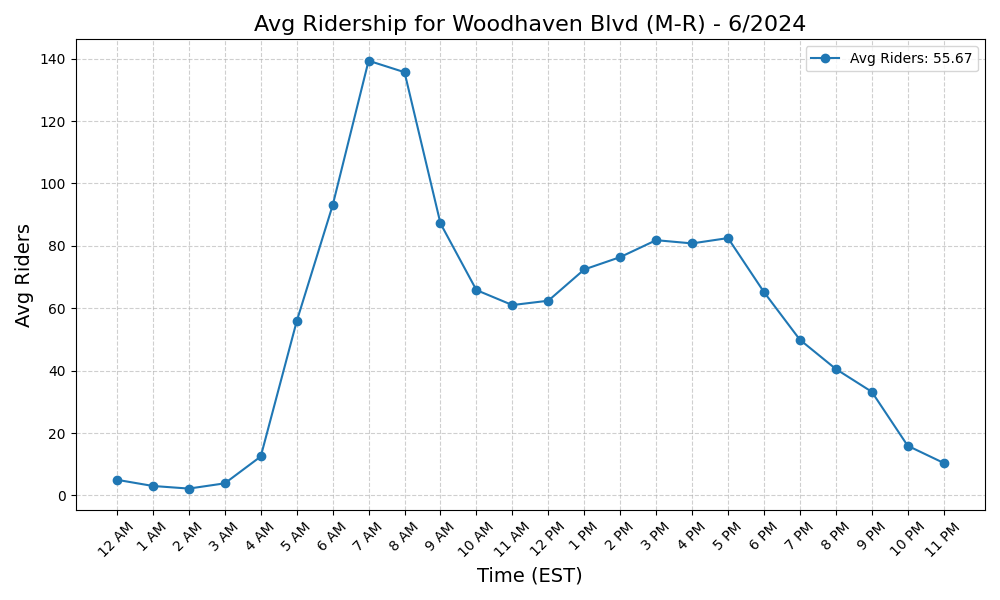 Avg Ridership for Woodhaven Blvd (M-R) - 6/2024
Avg Riders: 55.67
Avg Riders
140
120
100
80
60
40
20
0
12 AM
1 AM
2 AM
3 AM
4 AM
5 AM
6 AM
7 AM
8 AM
9 AM
10 AM
11 AM
12 PM
1 PM
2 PM
3 PM
4 PM
5 PM
6 PM
7 PM
8 PM
9 PM
10 PM
11 PM
Time (EST)